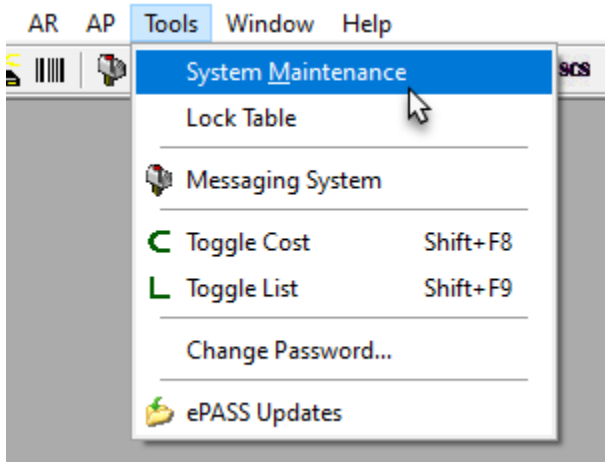 AR AP Tools Window Help
System Maintenance
scs
Lock Table
Messaging System
Toggle Cost Shift+F8
Toggle List Shift+F9
Change Password...
ePASS Updates